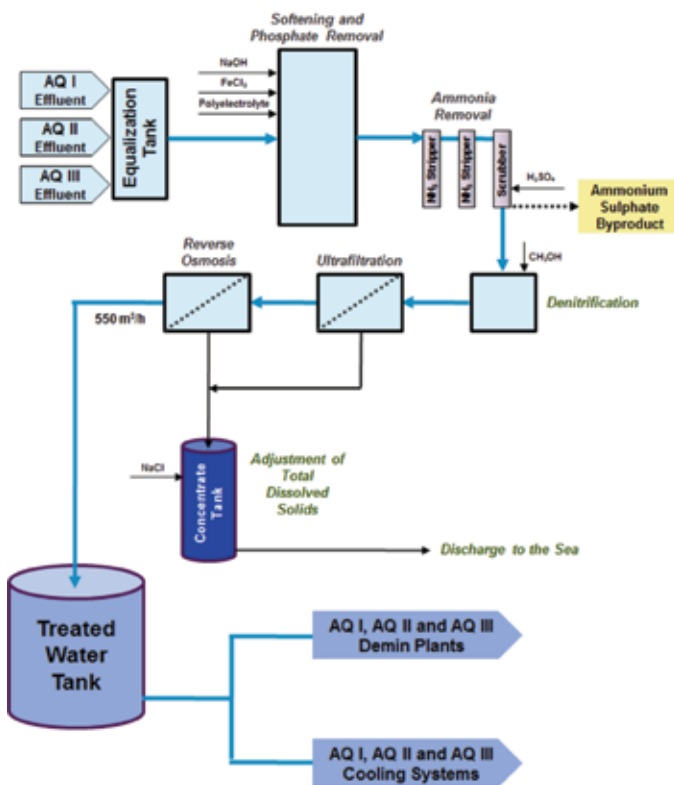 Softening and
Phosphate Removal
NaOH
FeCl₃
Polyelectrolyte
AQ I
Effluent
AQ II
Effluent
AQ III
Effluent
Equalization
Tank
Ammonia
Removal
NH₃ Stripper
NH₃ Stripper
Scrubber
H₂SO₄
Ammonium
Sulphate
Byproduct
CH₃OH
Reverse
Osmosis
Ultrafiltration
Denitrification
550 m³/h
NaCl
Concentrate
Tank
Adjustment of
Total
Dissolved
Solids
Discharge to the Sea
Treated
Water
Tank
AQ I, AQ II and AQ III
Demin Plants
AQ I, AQ II and AQ III
Cooling Systems